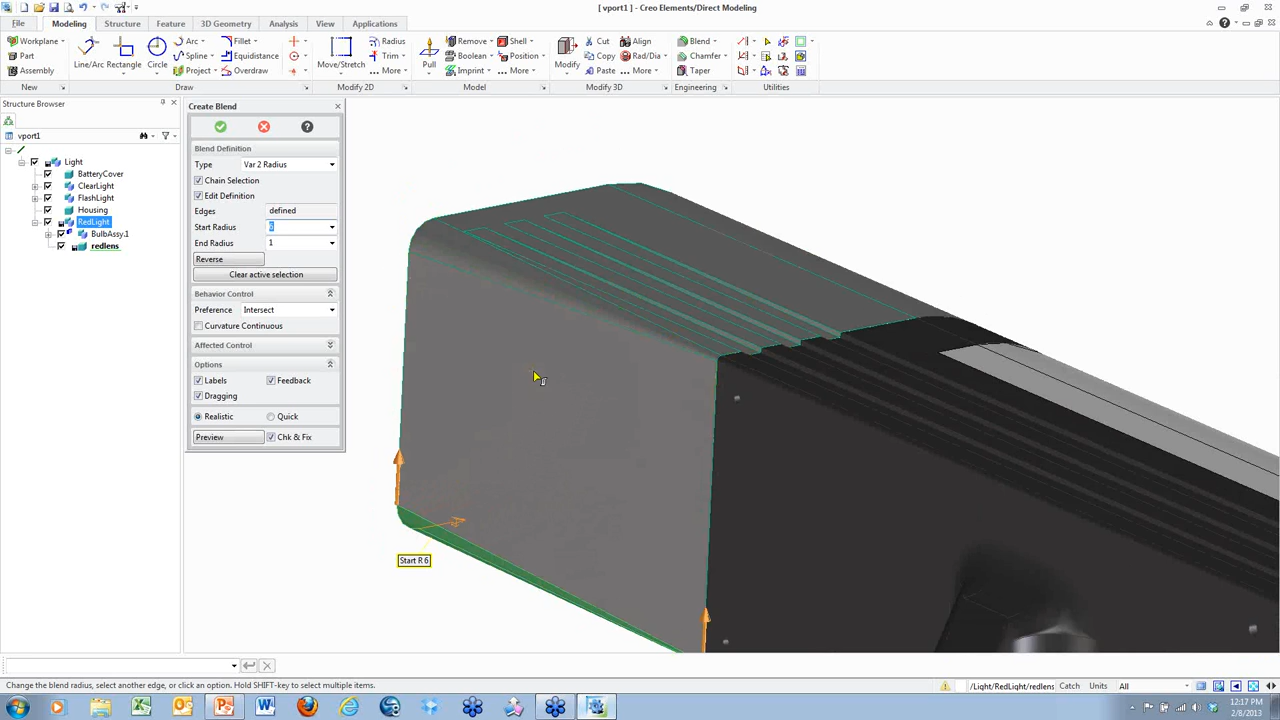 [ vport1 ] - Creo Elements/Direct Modeling
File Modeling Structure Feature 3D Geometry Analysis View Applications
Workplane Arc Fillet Radius Remove Shell Cut Align Blend
Part Line/Arc Rectangle Circle Spline Equidistance Move/Stretch Trim Pull Boolean Position Modify Copy Rad/Dia Chamfer
Assembly Project Overdraw More Imprint More Paste More Taper
New Draw Modify 2D Model Modify 3D Engineering Utilities
Structure Browser
vport1
Light
BatteryCover
ClearLight
FlashLight
Housing
RedLight
BulbAssy.1
redlens
Create Blend
Blend Definition
Type Var 2 Radius
Chain Selection
Edit Definition
Edges defined
Start Radius 6
End Radius 1
Reverse
Clear active selection
Behavior Control
Preference Intersect
Curvature Continuous
Affected Control
Options
Labels Feedback
Dragging
Realistic Quick
Preview Chk & Fix
Start R 6
Change the blend radius, select another edge, or click an option. Hold SHIFT-key to select multiple items.
/Light/RedLight/redlens Catch Units All
12:17 PM
2/8/2013